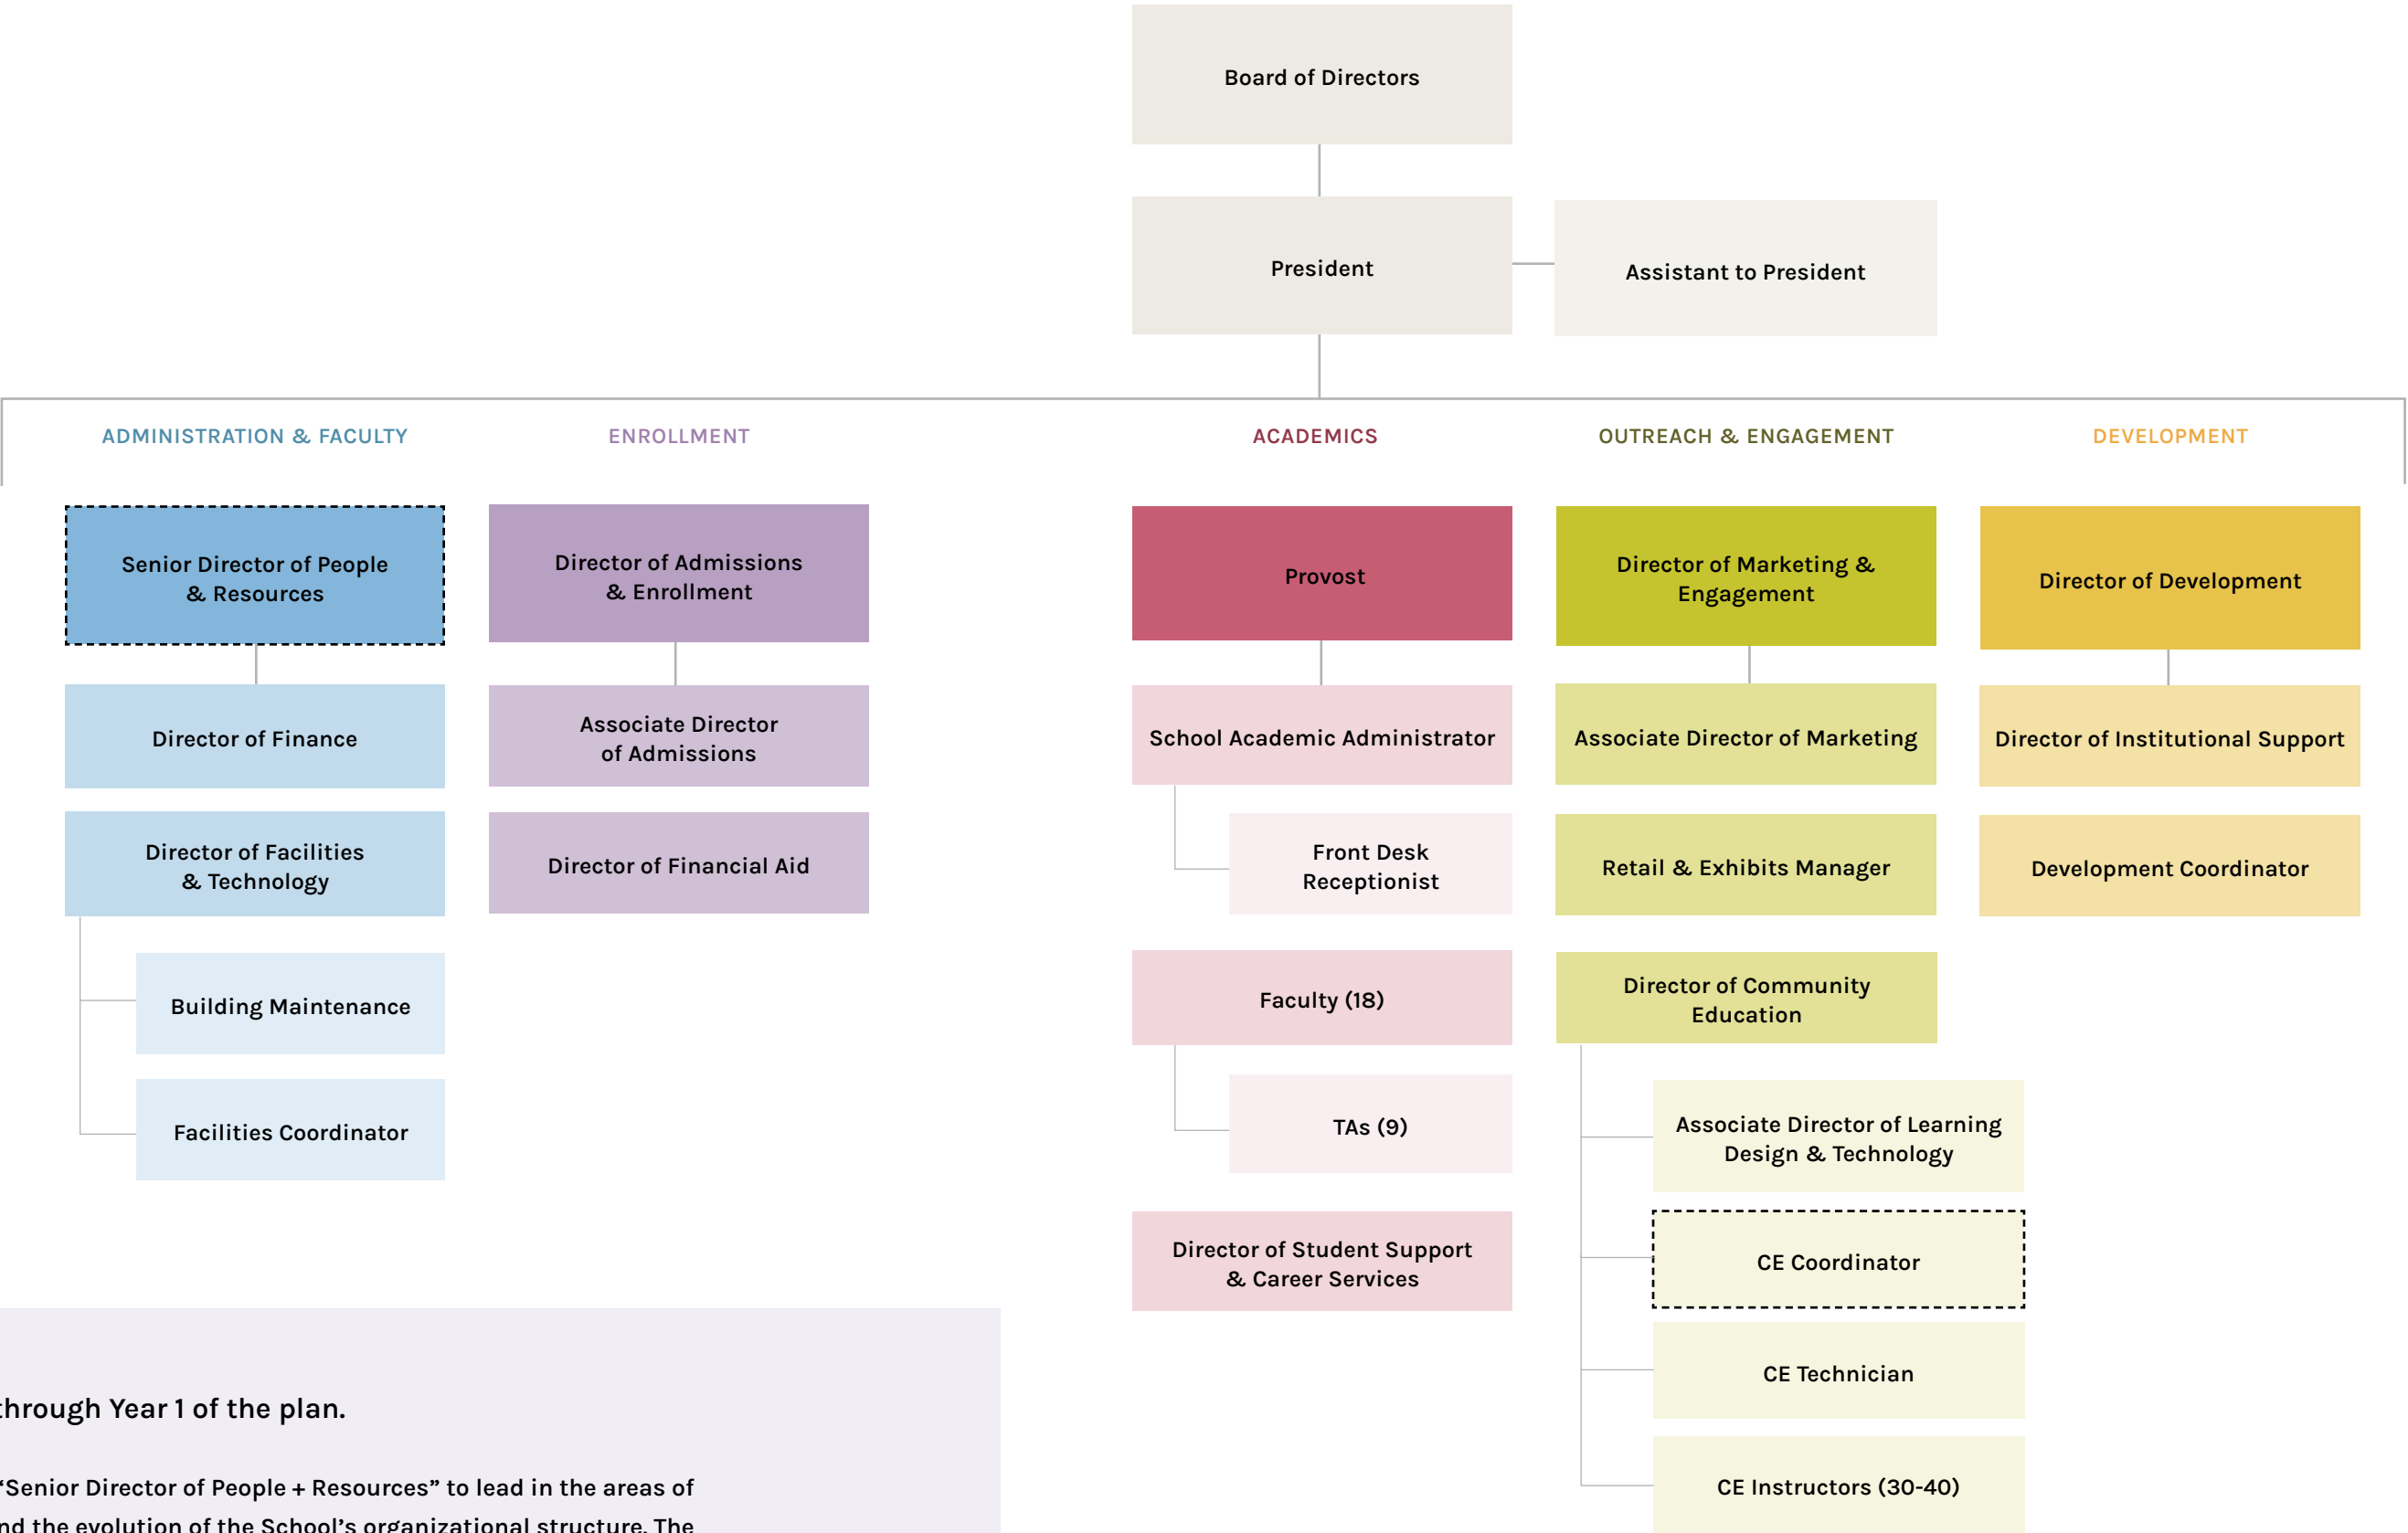 Board of Directors
President
Assistant to President
ADMINISTRATION & FACULTY
ENROLLMENT
ACADEMICS
OUTREACH & ENGAGEMENT
DEVELOPMENT
Senior Director of People
& Resources
Director of Finance
Director of Facilities
& Technology
Building Maintenance
Facilities Coordinator
Director of Admissions
& Enrollment
Associate Director
of Admissions
Director of Financial Aid
Provost
School Academic Administrator
Front Desk
Receptionist
Faculty (18)
TAs (9)
Director of Student Support
& Career Services
Director of Marketing &
Engagement
Associate Director of Marketing
Retail & Exhibits Manager
Director of Community
Education
Associate Director of Learning
Design & Technology
CE Coordinator
CE Technician
CE Instructors (30-40)
Director of Development
Director of Institutional Support
Development Coordinator
through Year 1 of the plan.
“Senior Director of People + Resources” to lead in the areas of
the evolution of the School’s organizational structure. The